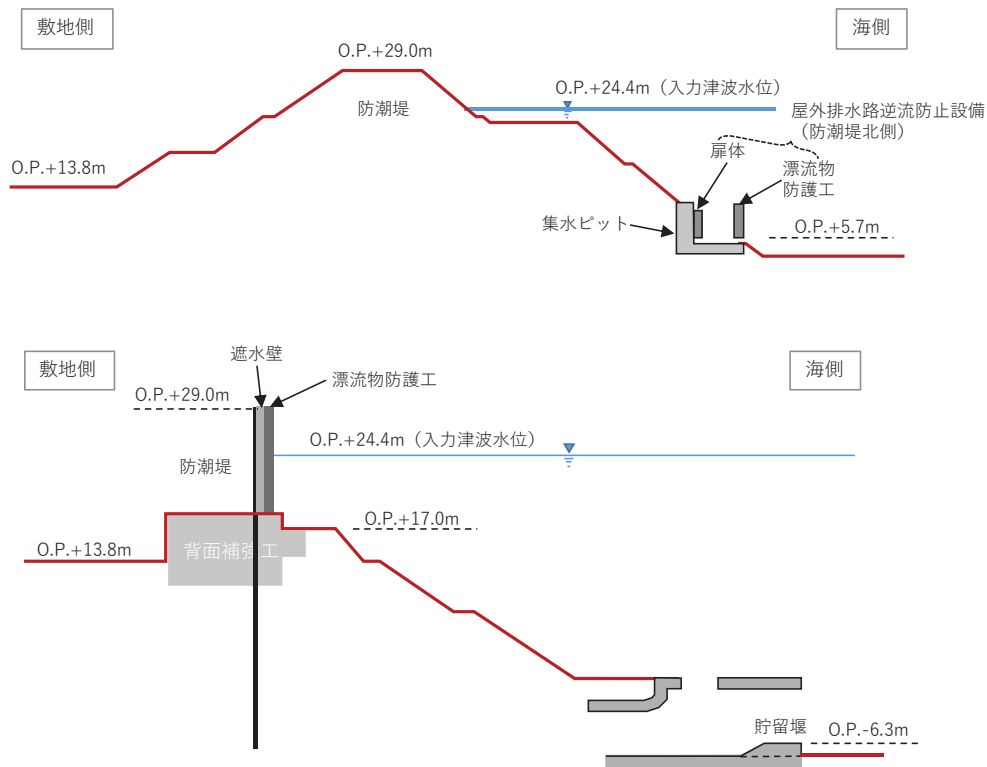 敷地側
海側
O.P.+29.0m
O.P.+24.4m（入力津波水位）
防潮堤
屋外排水路逆流防止設備
（防潮堤北側）
扉体
O.P.+13.8m
漂流物
防護工
集水ピット
O.P.+5.7m
遮水壁
敷地側
海側
漂流物防護工
O.P.+29.0m
O.P.+24.4m（入力津波水位）
防潮堤
O.P.+17.0m
O.P.+13.8m
背面補強工
貯留堰
O.P.-6.3m